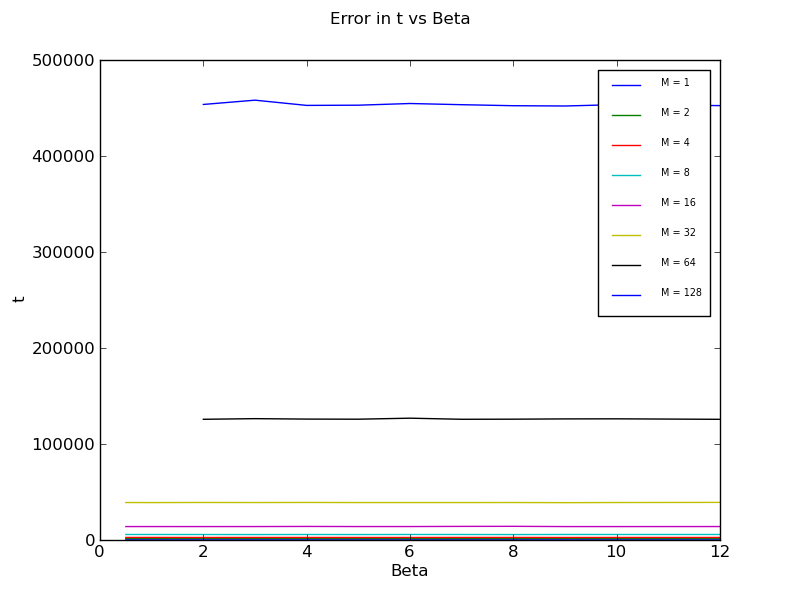 Error in t vs Beta
500000
400000
300000
200000
100000
0
t
M = 1
M = 2
M = 4
M = 8
M = 16
M = 32
M = 64
M = 128
0 2 4 6 8 10 12
Beta